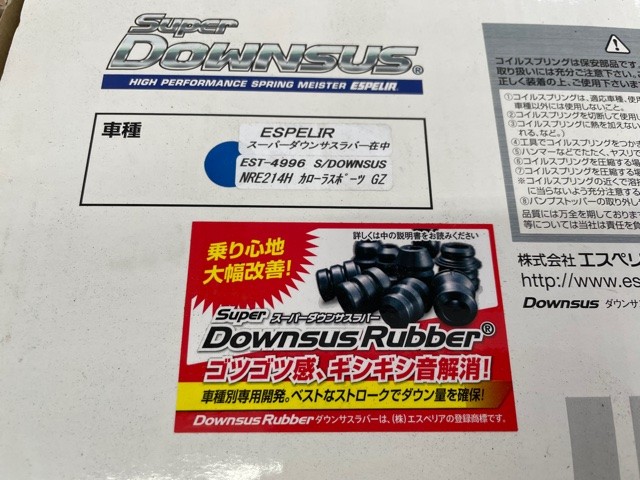 Super
DOWNSUS®
HIGH PERFORMANCE SPRING MEISTER ESPELIR
車種
ESPELIR
スーパーダウンサスラバー在中
EST-4996 S/DOWNSUS
NRE214H カローラスポーツ GZ
乗り心地
大幅改善!
詳しくは中の説明書をお読みください
Super スーパーダウンサスラバー
Downsus Rubber®
ゴツゴツ感、ギシギシ音解消!
車種別専用開発。ベストなストロークでダウン量を確保!
Downsus Rubber ダウンサスラバーは、(株)エスペリアの登録商標です。
コイルスプリングは保安部品です
取り扱いには充分ご注意下さい
正しく装着の上、ご使用下さい
①コイルスプリングは、適応車種、使用
車種以外には使用しないこと。
②コイルスプリングを切断して使用し
③コイルスプリングに熱を加えない
れる、など。)
④工具でコイルスプリングをつかま
⑤ハンマーなどでたたく、ヤスリで
⑥コイルスプリングを圧縮する場
⑦コイルスプリングを圧縮する
※コイルスプリングの近くで溶接
に当らないよう充分注意する
⑧バンプストッパーの取り外しや
品質には万全を期しております
等については当社は責任を負
株式会社 エスペリ
http://www.es
Downsus ダウンサ